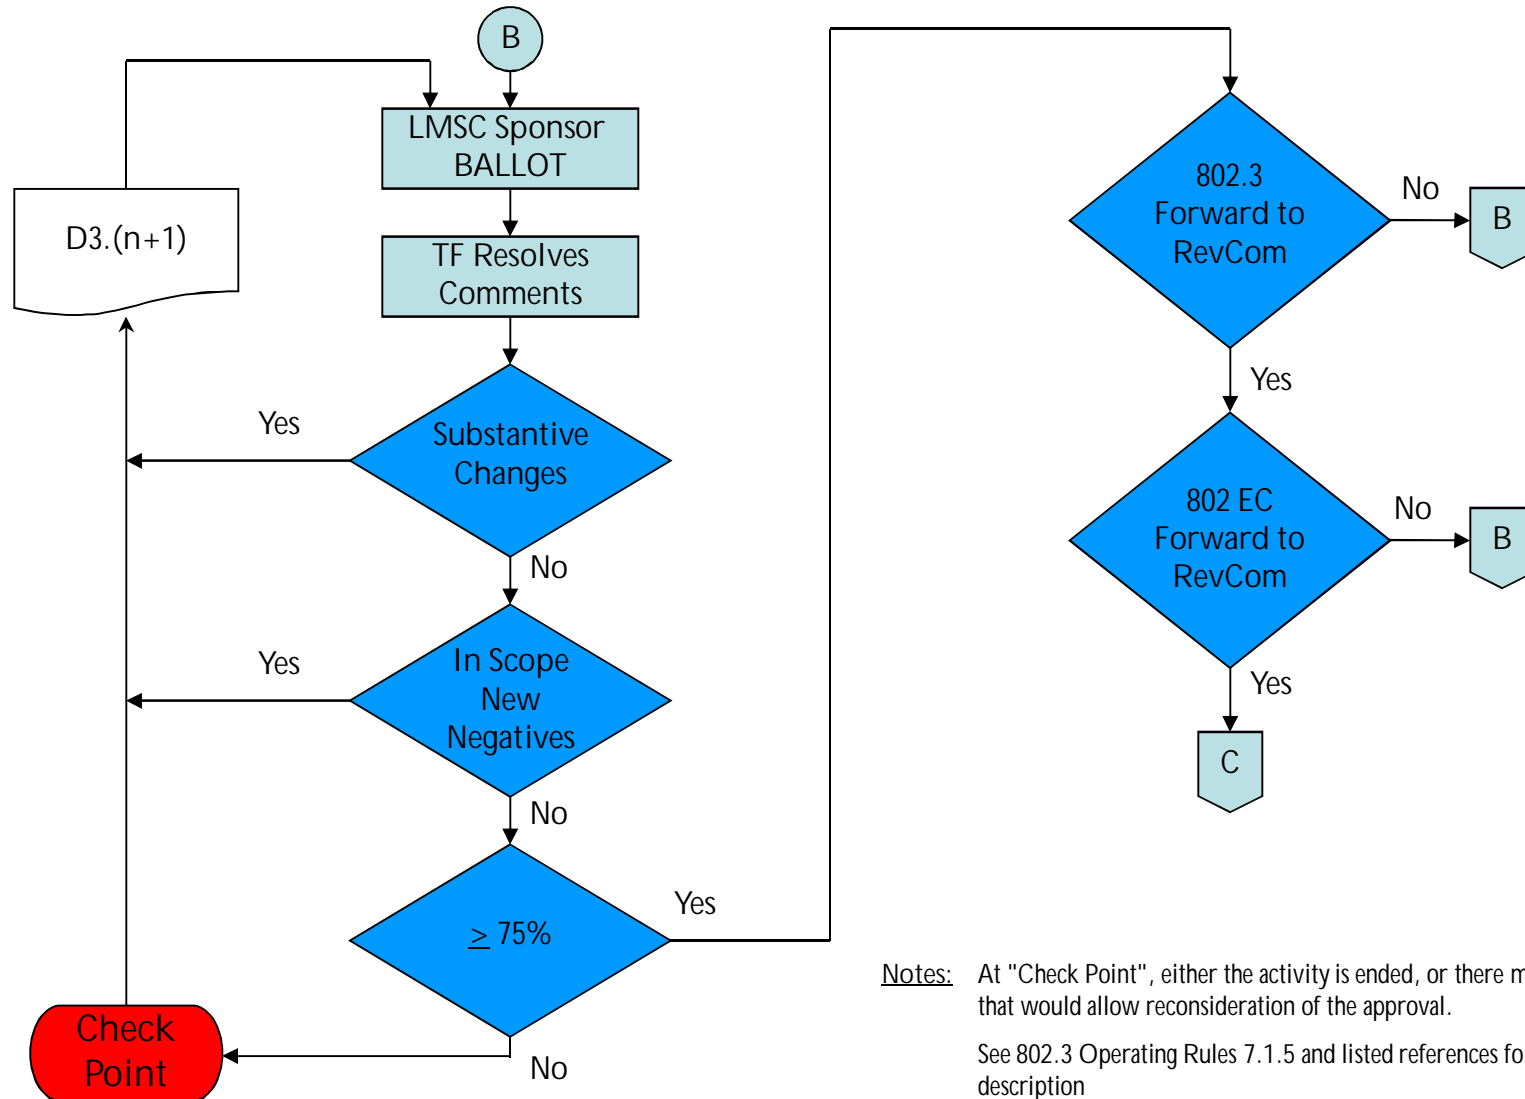 B
LMSC Sponsor
BALLOT
D3.(n+1)
TF Resolves
Comments
Yes
Substantive
Changes
No
Yes
In Scope
New
Negatives
No
≥ 75%
Yes
Check
Point
No
802.3
Forward to
RevCom
No
B
Yes
802 EC
Forward to
RevCom
No
B
Yes
C
Notes: At "Check Point", either the activity is ended, or there
that would allow reconsideration of the approval.
See 802.3 Operating Rules 7.1.5 and listed references
description